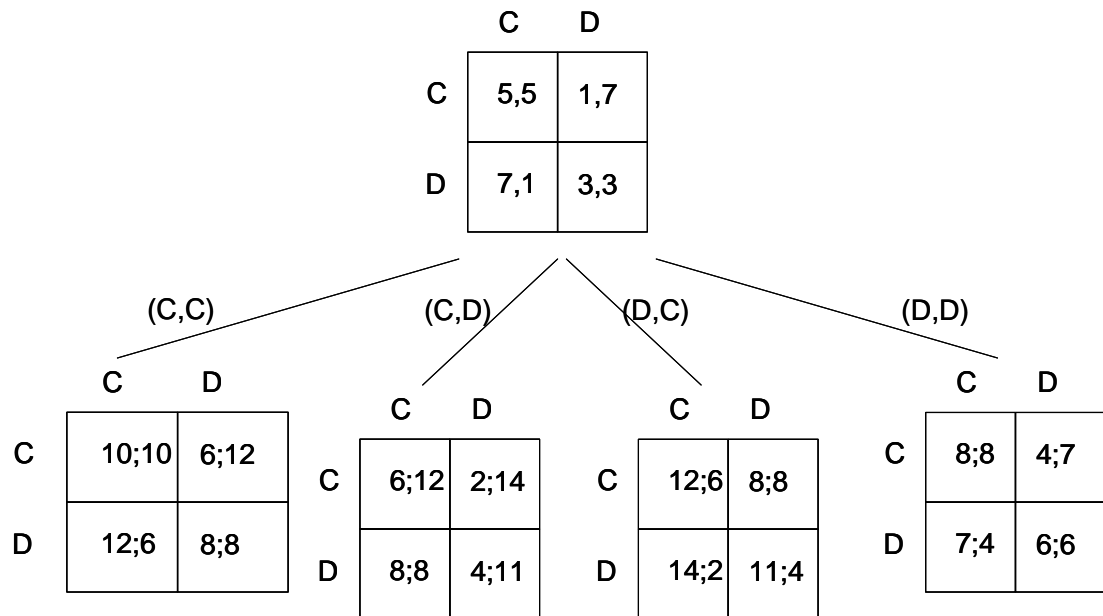 C D
C 5,5 1,7
D 7,1 3,3
(C,C) (C,D) (D,C) (D,D)
C D
C 10;10 6;12
D 12;6 8;8
C D
C 6;12 2;14
D 8;8 4;11
C D
C 12;6 8;8
D 14;2 11;4
C D
C 8;8 4;7
D 7;4 6;6